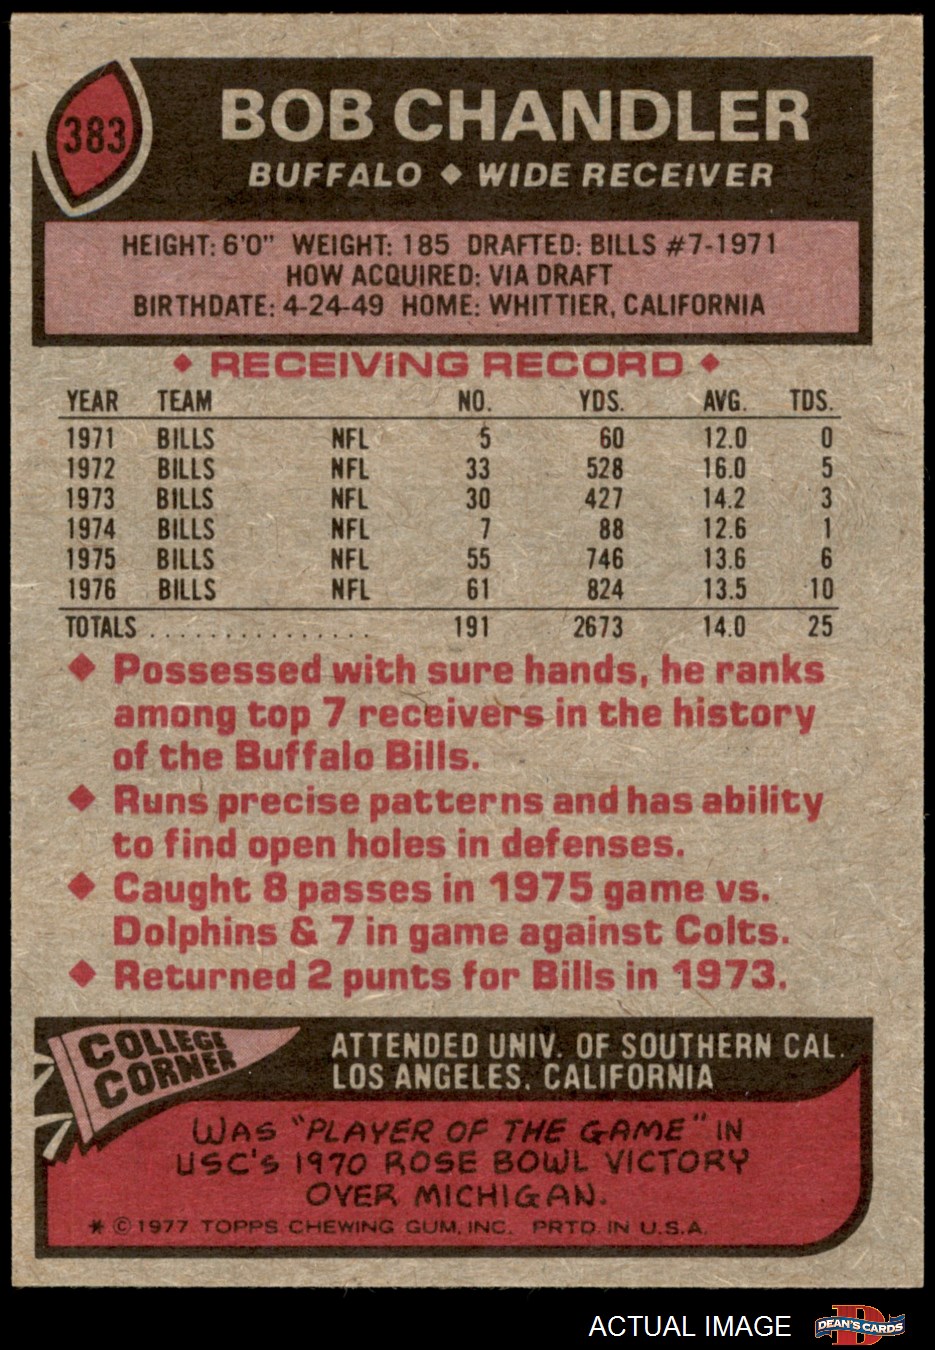 383
BOB CHANDLER
BUFFALO ◆ WIDE RECEIVER
HEIGHT: 6'0" WEIGHT: 185 DRAFTED: BILLS #7-1971
HOW ACQUIRED: VIA DRAFT
BIRTHDATE: 4-24-49 HOME: WHITTIER, CALIFORNIA
◆ RECEIVING RECORD ◆
YEAR TEAM NO. YDS. AVG. TDS.
1971 BILLS NFL 5 60 12.0 0
1972 BILLS NFL 33 528 16.0 5
1973 BILLS NFL 30 427 14.2 3
1974 BILLS NFL 7 88 12.6 1
1975 BILLS NFL 55 746 13.6 6
1976 BILLS NFL 61 824 13.5 10
TOTALS ............... 191 2673 14.0 25
◆ Possessed with sure hands, he ranks
among top 7 receivers in the history
of the Buffalo Bills.
◆ Runs precise patterns and has ability
to find open holes in defenses.
◆ Caught 8 passes in 1975 game vs.
Dolphins & 7 in game against Colts.
◆ Returned 2 punts for Bills in 1973.
COLLEGE
CORNER
ATTENDED UNIV. OF SOUTHERN CAL.
LOS ANGELES, CALIFORNIA
WAS "PLAYER OF THE GAME" IN
USC'S 1970 ROSE BOWL VICTORY
OVER MICHIGAN.
* © 1977 TOPPS CHEWING GUM, INC. PRTD. IN U.S.A.
ACTUAL IMAGE
D
DEAN'S CARDS